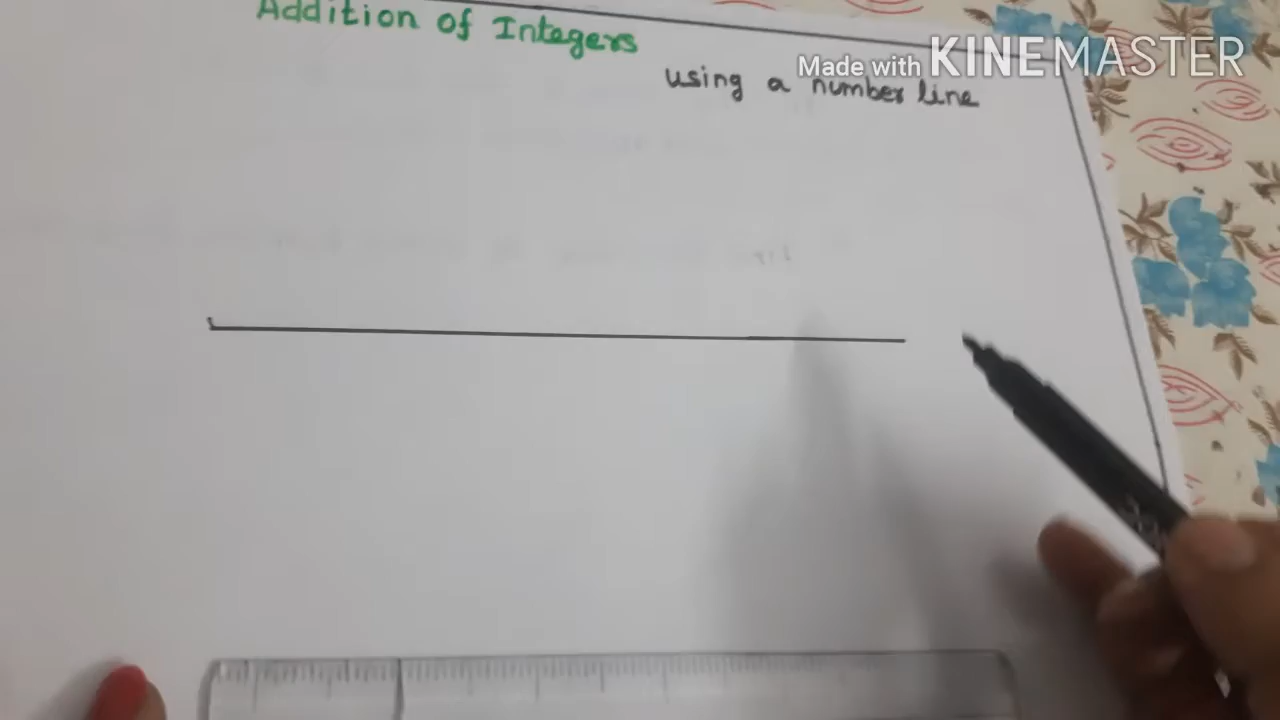 Addition of Integers
Made with KINEMASTER
using a number line